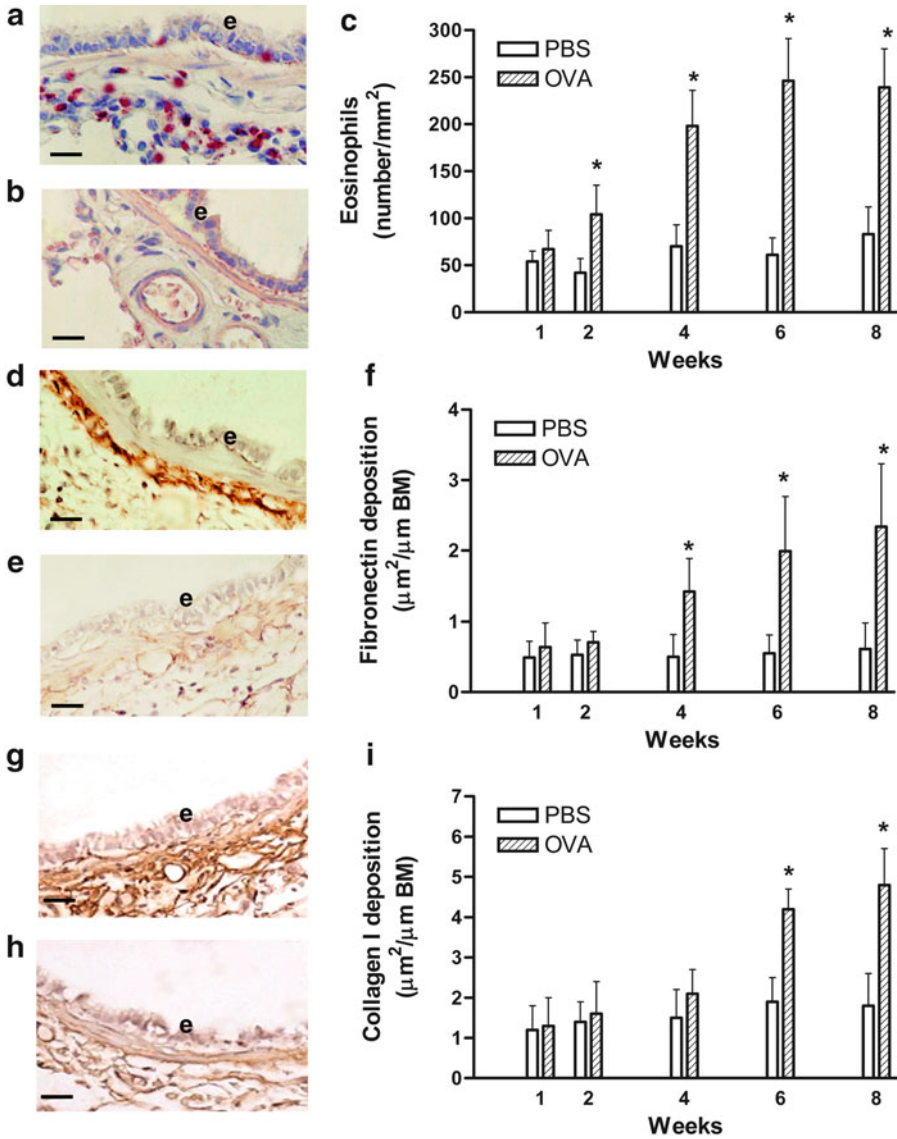 a
e
b
e
c
Eosinophils
(number/mm²)
300
250
200
150
100
50
0
PBS
OVA
*
*
*
*
1
2
4
6
8
Weeks
d
e
e
e
f
Fibronectin deposition
(μm²/μm BM)
4
3
2
1
0
PBS
OVA
*
*
*
1
2
4
6
8
Weeks
g
e
h
e
i
Collagen I deposition
(μm²/μm BM)
7
6
5
4
3
2
1
0
PBS
OVA
*
*
1
2
4
6
8
Weeks